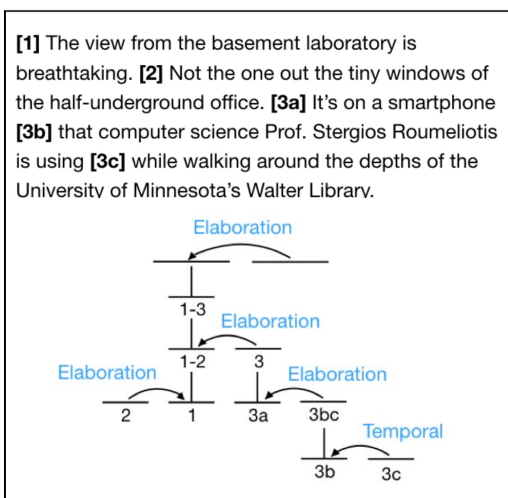 [1] The view from the basement laboratory is
breathtaking. [2] Not the one out the tiny windows of
the half-underground office. [3a] It's on a smartphone
[3b] that computer science Prof. Stergios Roumeliotis
is using [3c] while walking around the depths of the
University of Minnesota's Walter Library.
Elaboration
1-3
Elaboration
1-2 3
Elaboration Elaboration
2 1 3a 3bc
Temporal
3b 3c